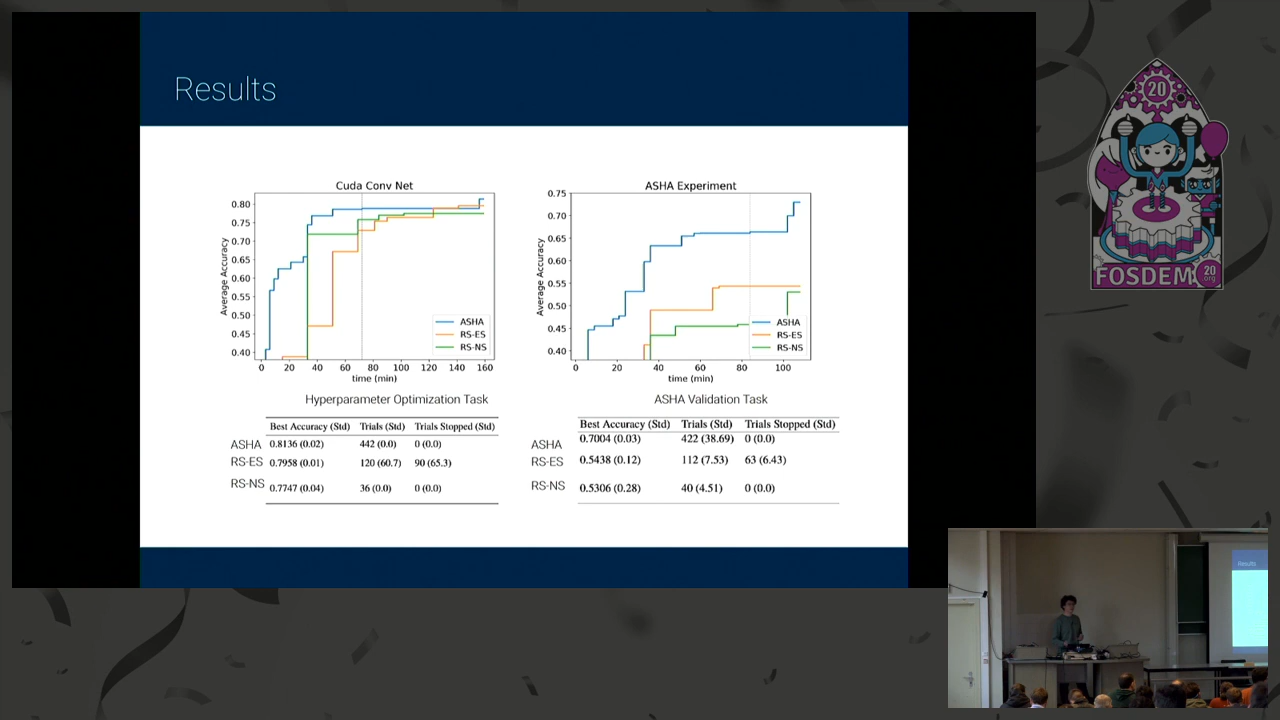 Results
Cuda Conv Net
Average Accuracy
0.80
0.75
0.70
0.65
0.60
0.55
0.50
0.45
0.40
ASHA
RS-ES
RS-NS
0 20 40 60 80 100 120 140 160
time (min)
ASHA Experiment
Average Accuracy
0.75
0.70
0.65
0.60
0.55
0.50
0.45
0.40
ASHA
RS-ES
RS-NS
0 20 40 60 80 100
time (min)
Hyperparameter Optimization Task
Best Accuracy (Std) Trials (Std) Trials Stopped (Std)
ASHA 0.8136 (0.02) 442 (0.0) 0 (0.0)
RS-ES 0.7958 (0.01) 120 (60.7) 90 (65.3)
RS-NS 0.7747 (0.04) 36 (0.0) 0 (0.0)
ASHA Validation Task
Best Accuracy (Std) Trials (Std) Trials Stopped (Std)
ASHA 0.7004 (0.03) 422 (38.69) 0 (0.0)
RS-ES 0.5438 (0.12) 112 (7.53) 63 (6.43)
RS-NS 0.5306 (0.28) 40 (4.51) 0 (0.0)
20
FOSDEM 20
.org
Results